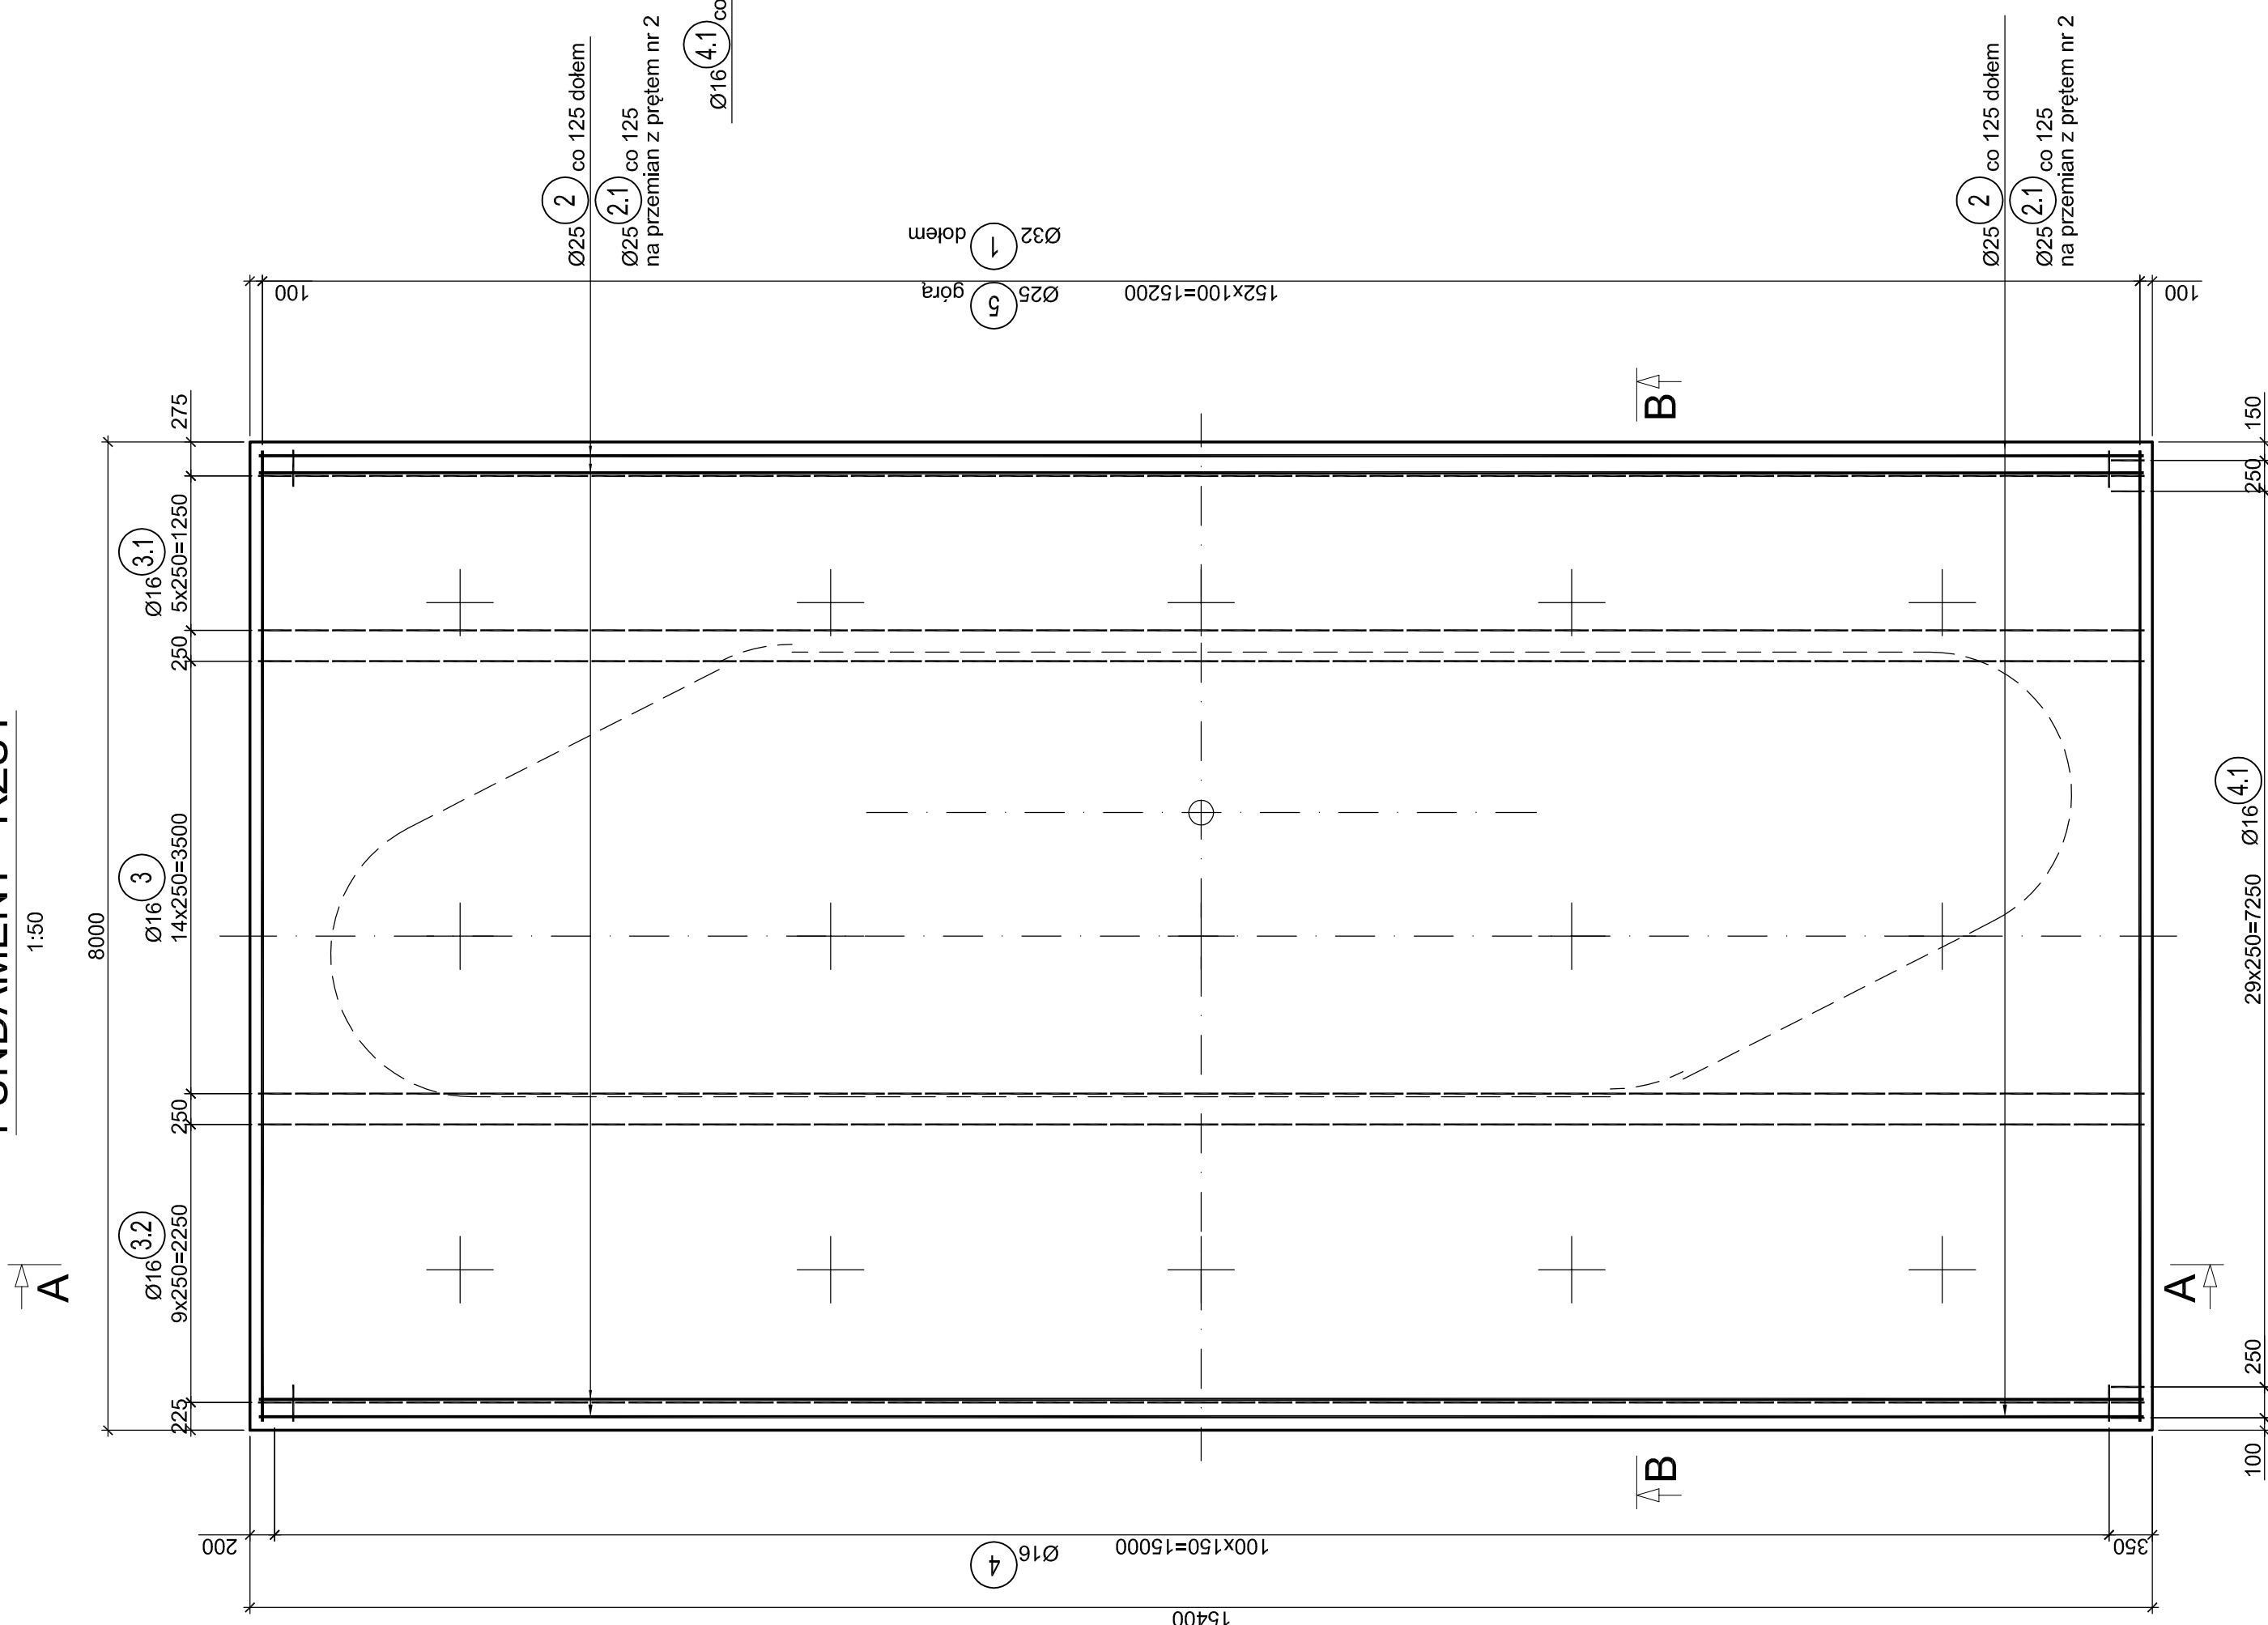 1:50
8000
Ø16 3.1
5x250=1250
275
250
Ø16 3
14x250=3500
250
Ø16 3.2
9x250=2250
225
A
A
Ø25 2 co 125 dołem
Ø25 2.1 co 125
na przemian z prętem nr 2
Ø16 4.1 co
Ø32 1 dołem
Ø25 5 górą
100
152x100=15200
100
Ø25 2 co 125 dołem
Ø25 2.1 co 125
na przemian z prętem nr 2
B
B
150
250
29x250=7250 Ø16 4.1
250
100
200
Ø16 4
100x150=15000
350
15400